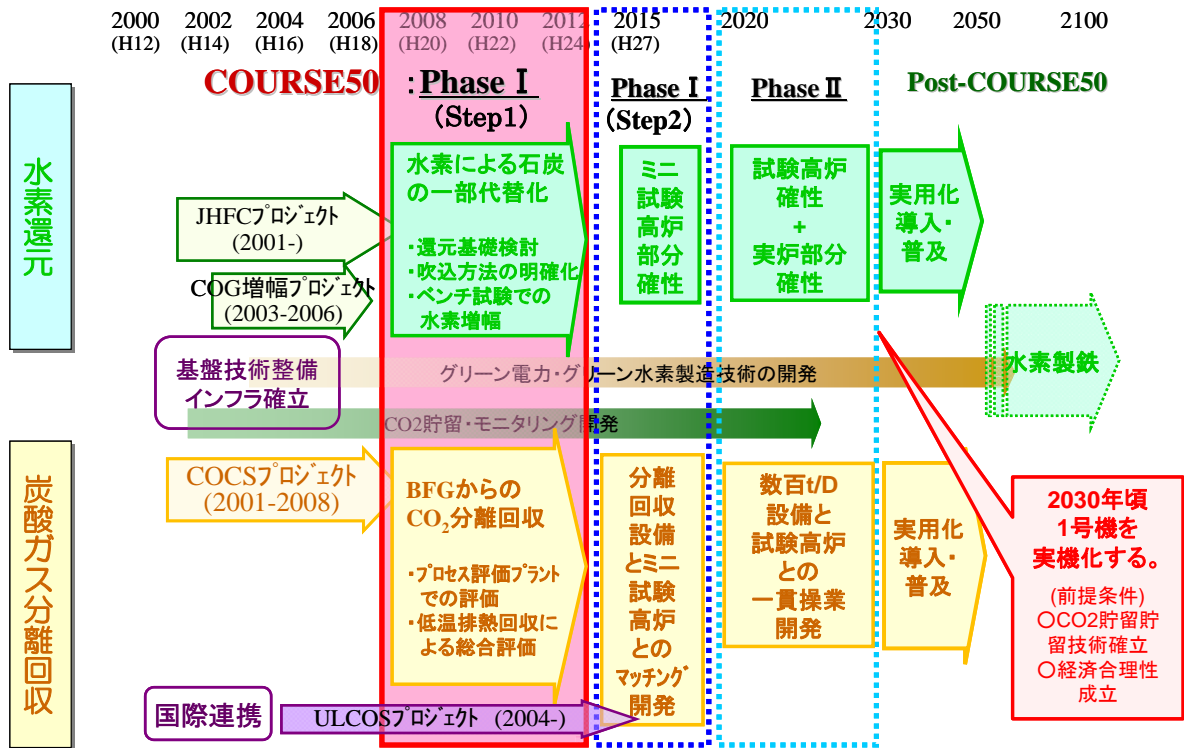 2000 2002 2004 2006 2008 2010 2012 2015 2020 2030 2050 2100
(H12) (H14) (H16) (H18) (H20) (H22) (H24) (H27)
COURSE50 :Phase Ⅰ
(Step1)
Phase Ⅰ
(Step2)
Phase Ⅱ
Post-COURSE50
水素還元
JHFCプロジェクト
(2001-)
COG増幅プロジェクト
(2003-2006)
水素による石炭
の一部代替化
・還元基礎検討
・吹込方法の明確化
・ベンチ試験での
水素増幅
ミニ
試験
高炉
部分
確性
試験高炉
確性
+
実炉部分
確性
実用化
導入・
普及
基盤技術整備
インフラ確立
グリーン電力・グリーン水素製造技術の開発
水素製鉄
CO2貯留・モニタリング開発
炭酸ガス分離回収
COCSプロジェクト
(2001-2008)
BFGからの
CO₂分離回収
・プロセス評価プラント
での評価
・低温排熱回収に
よる総合評価
分離
回収
設備
とミニ
試験
高炉
との
マッチング
開発
数百t/D
設備と
試験高炉
との
一貫操業
開発
実用化
導入・
普及
2030年頃
1号機を
実機化する。
(前提条件)
〇CO2貯留貯
留技術確立
〇経済合理性
成立
国際連携
ULCOSプロジェクト (2004-)